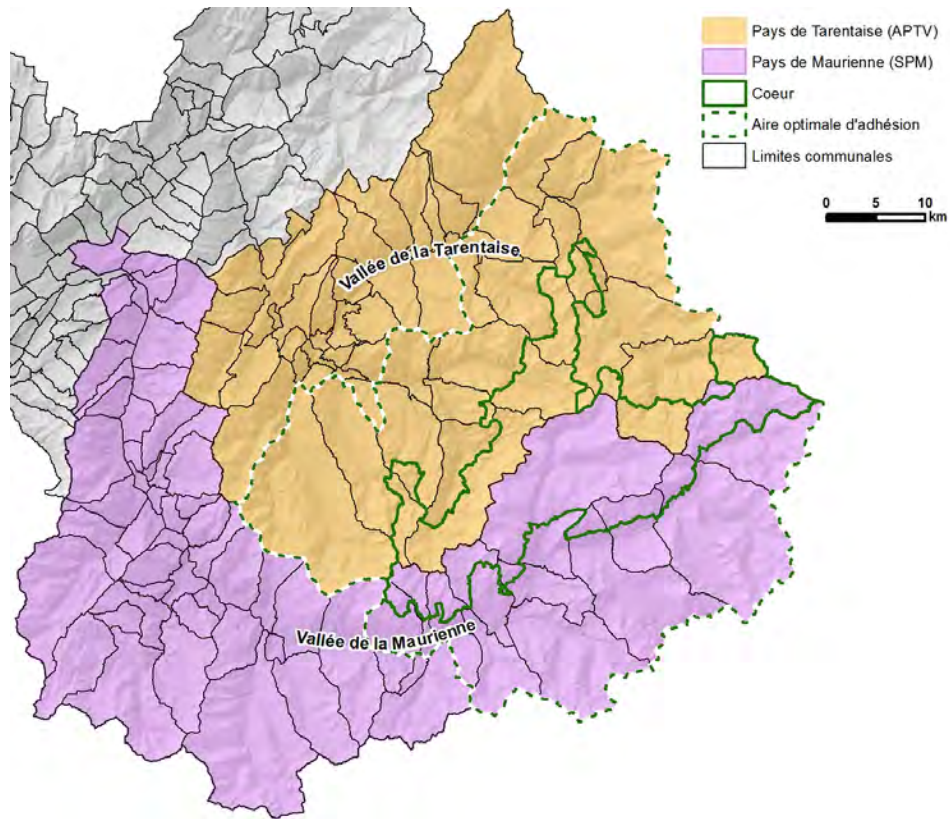 Pays de Tarentaise (APTV)
Pays de Maurienne (SPM)
Coeur
Aire optimale d'adhésion
Limites communales
0 5 10
km
Vallée de la Tarentaise
Vallée de la Maurienne